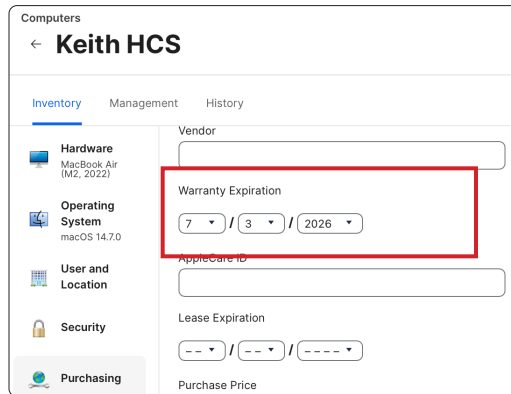 Computers
← Keith HCS
Inventory Management History
Hardware
MacBook Air
(M2, 2022)
Operating
System
macOS 14.7.0
User and
Location
Security
Purchasing
Vendor
Warranty Expiration
7 / 3 / 2026
AppleCare ID
Lease Expiration
-- / -- / ----
Purchase Price